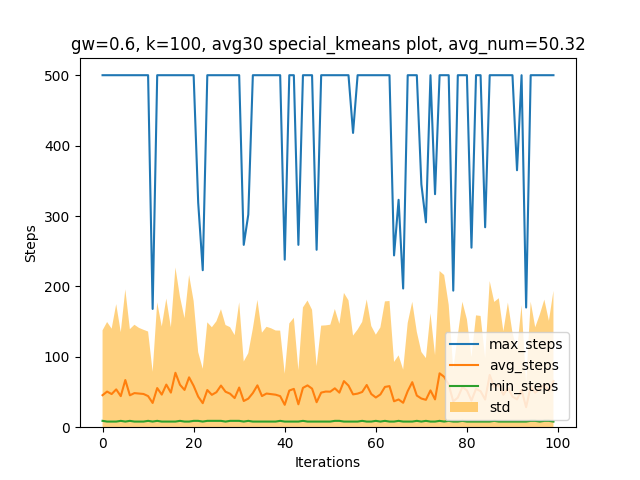 gw=0.6, k=100, avg30 special_kmeans plot, avg_num=50.32
500
400
300
200
100
0
Steps
max_steps
avg_steps
min_steps
std
0 20 40 60 80 100
Iterations